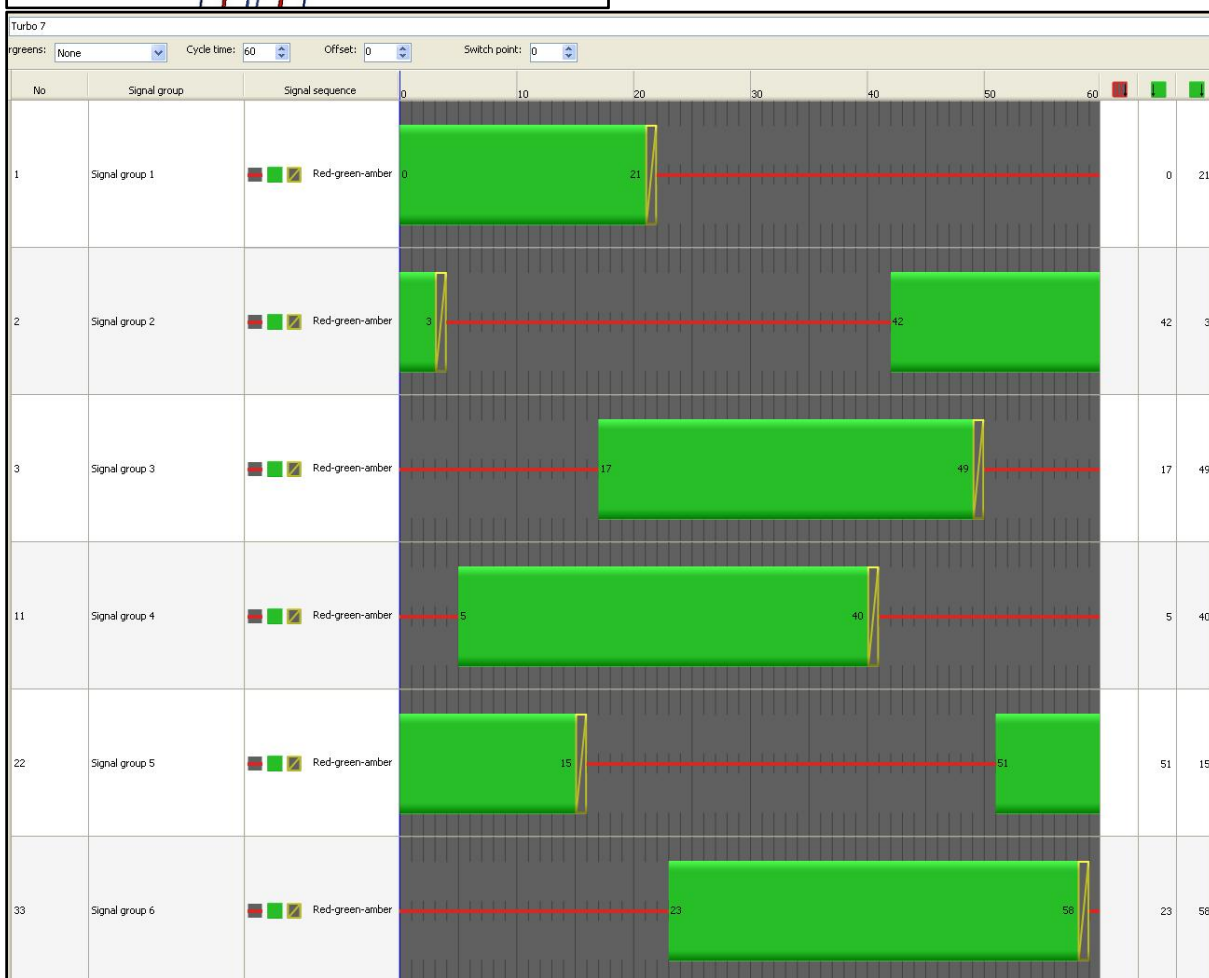 Turbo 7
rgreens: None Cycle time: 60 Offset: 0 Switch point: 0
No Signal group Signal sequence 0 10 20 30 40 50 60
1 Signal group 1 Red-green-amber 0 21 0 21
2 Signal group 2 Red-green-amber 3 42 42 3
3 Signal group 3 Red-green-amber 17 49 17 49
11 Signal group 4 Red-green-amber 5 40 5 40
22 Signal group 5 Red-green-amber 15 51 51 15
33 Signal group 6 Red-green-amber 23 58 23 58